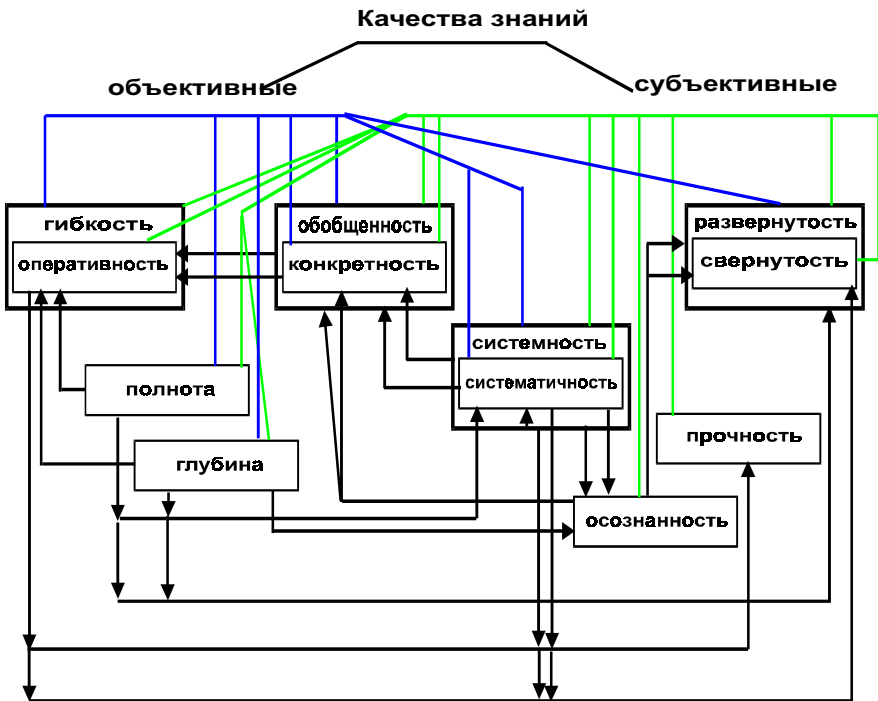 Качества знаний
объективные
субъективные
гибкость
обобщенность
развернутость
оперативность
конкретность
свернутость
системность
систематичность
полнота
прочность
глубина
осознанность